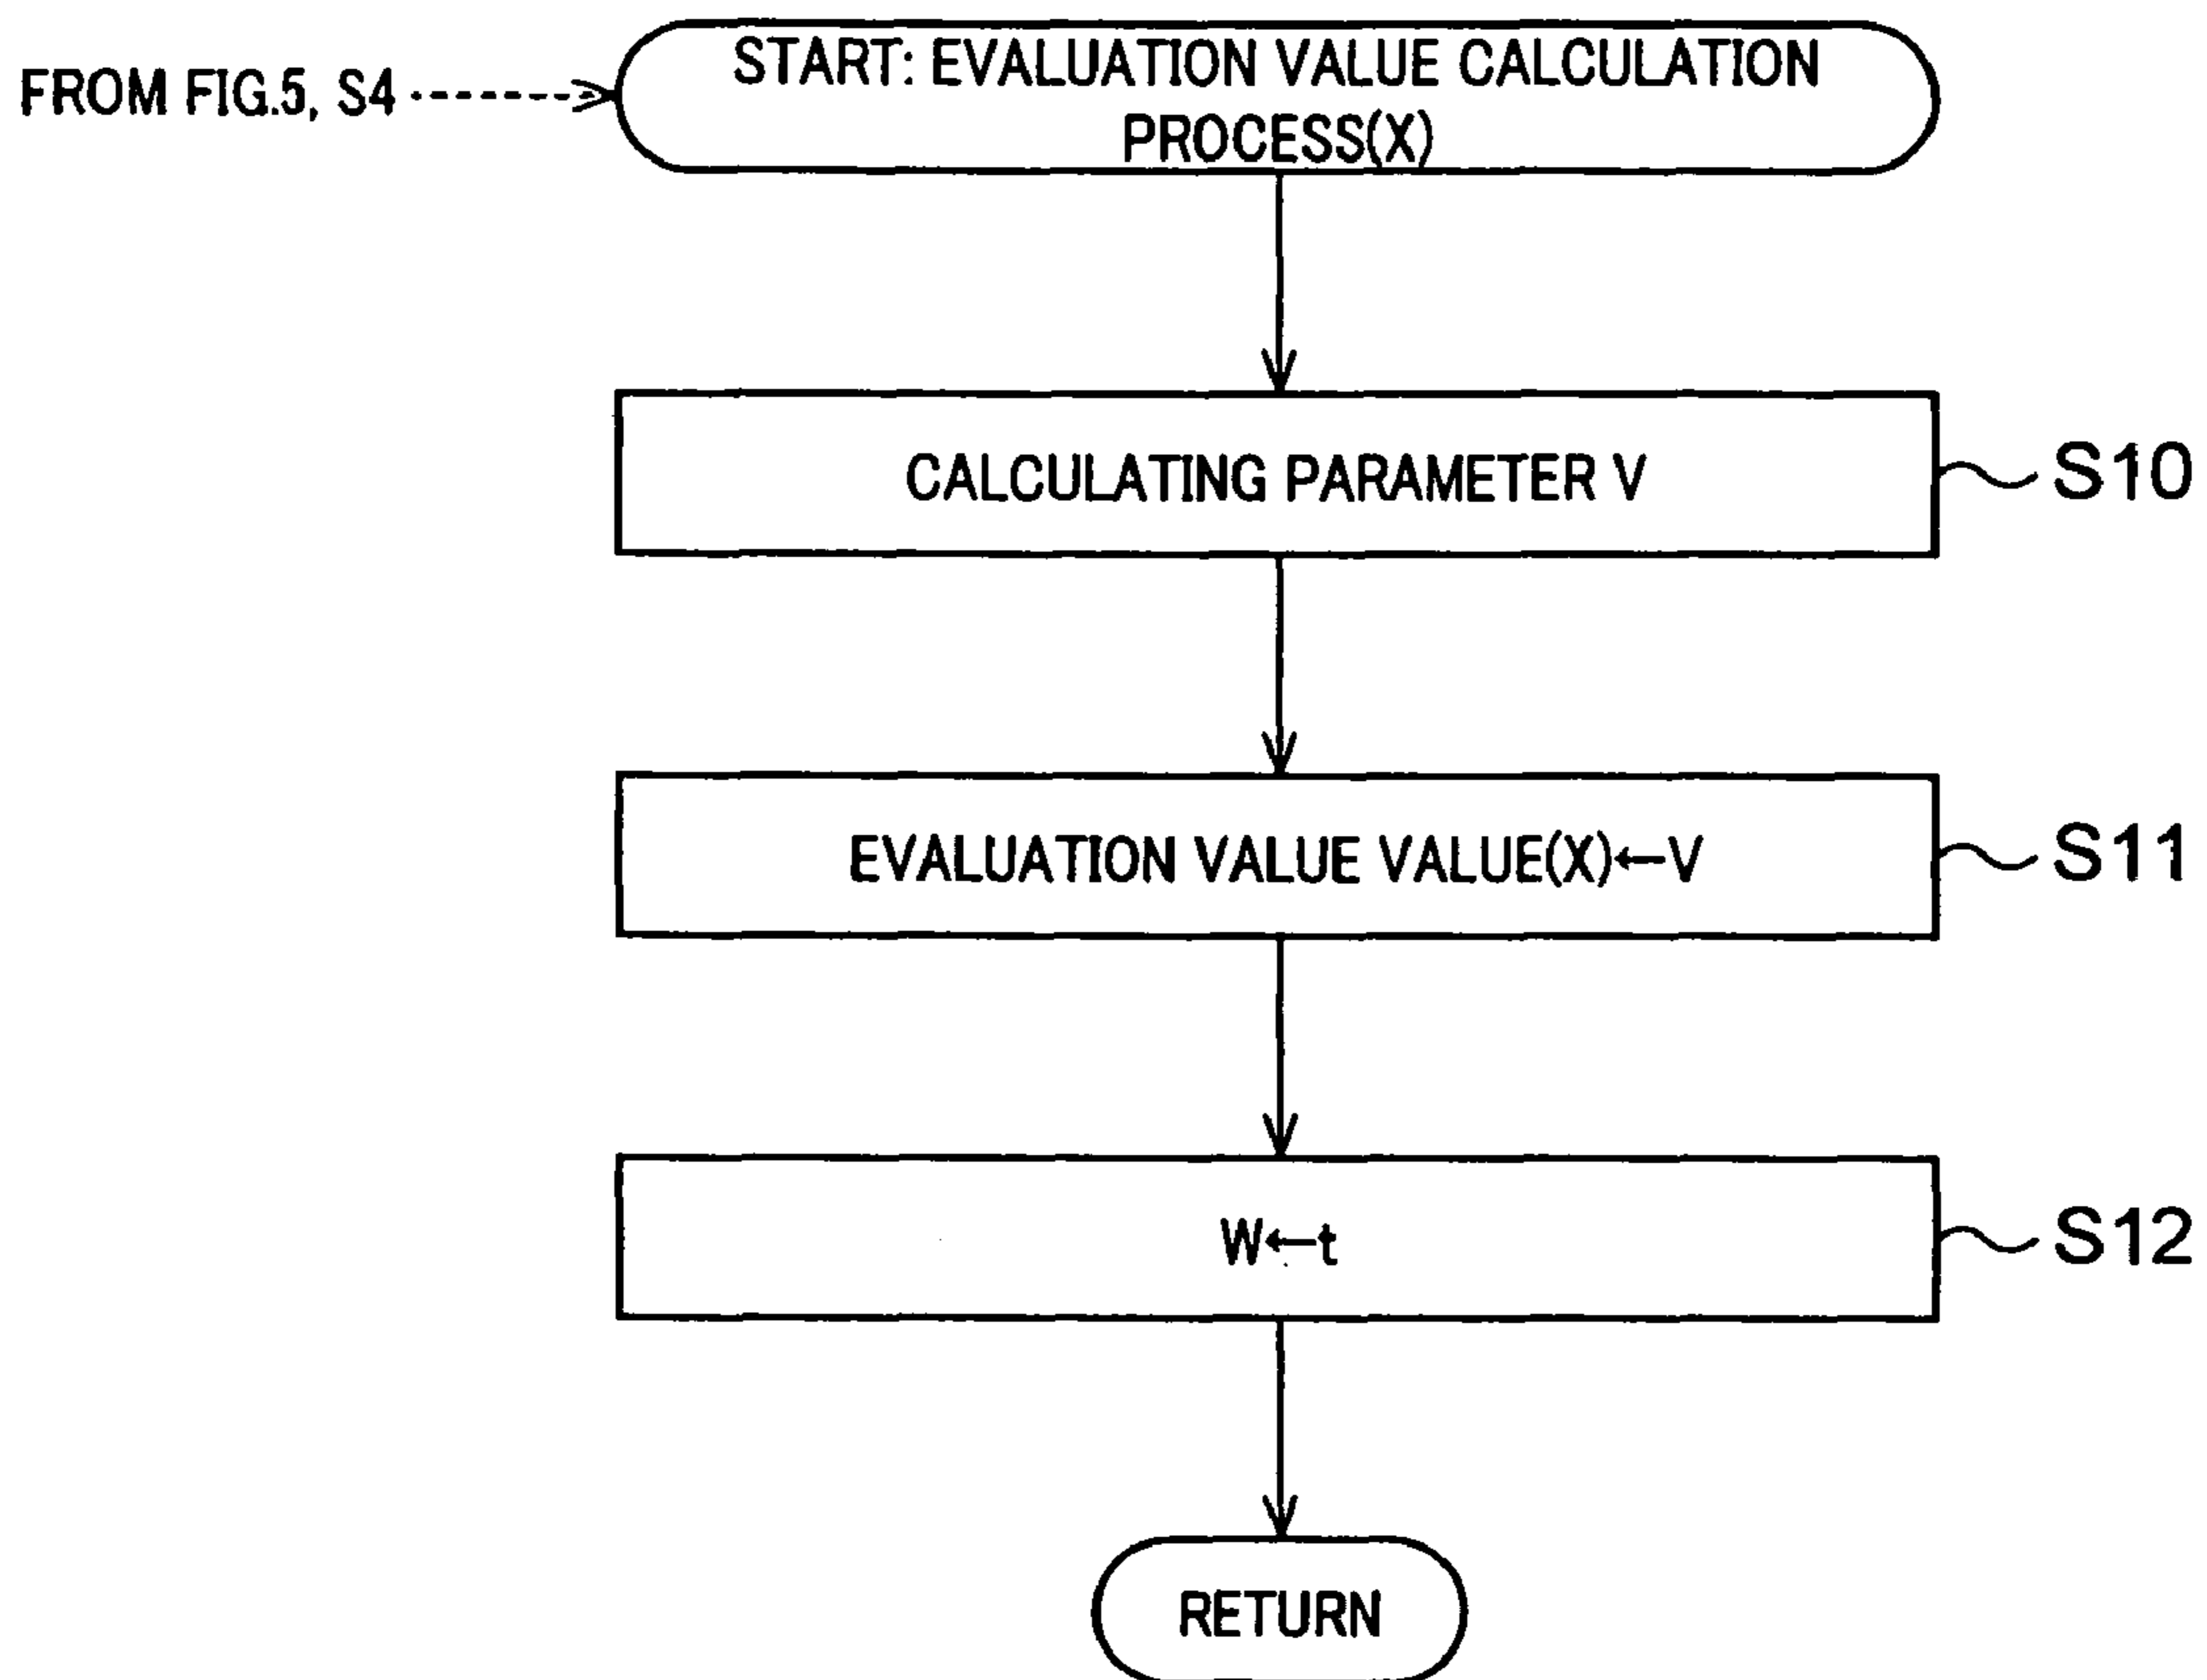 FROM FIG.5, S4
START: EVALUATION VALUE CALCULATION
PROCESS(X)
CALCULATING PARAMETER V
S10
EVALUATION VALUE VALUE(X)←V
S11
W←t
S12
RETURN